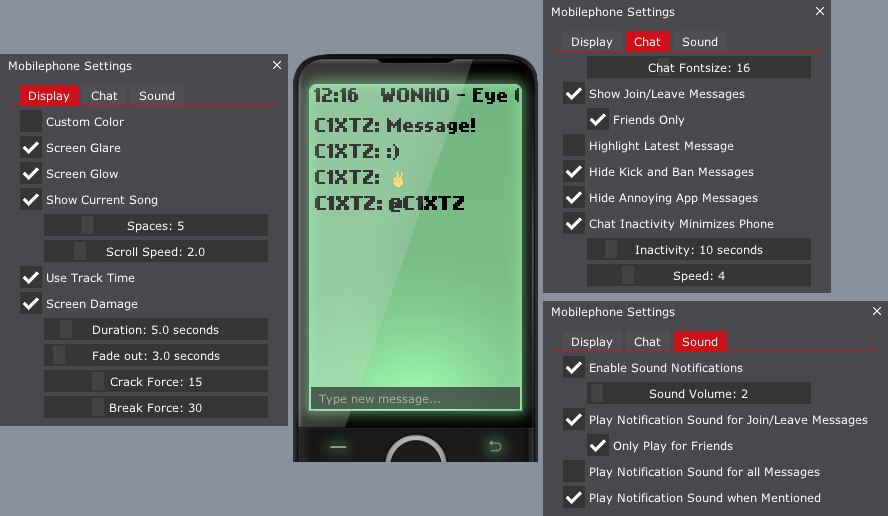 Mobilephone Settings
Display Chat Sound
Custom Color
Screen Glare
Screen Glow
Show Current Song
Spaces: 5
Scroll Speed: 2.0
Use Track Time
Screen Damage
Duration: 5.0 seconds
Fade out: 3.0 seconds
Crack Force: 15
Break Force: 30
12:16 WONHO - Eye
C1XTZ: Message!
C1XTZ: :)
C1XTZ: ✌
C1XTZ: @C1XTZ
Type new message...
Mobilephone Settings
Display Chat Sound
Chat Fontsize: 16
Show Join/Leave Messages
Friends Only
Highlight Latest Message
Hide Kick and Ban Messages
Hide Annoying App Messages
Chat Inactivity Minimizes Phone
Inactivity: 10 seconds
Speed: 4
Mobilephone Settings
Display Chat Sound
Enable Sound Notifications
Sound Volume: 2
Play Notification Sound for Join/Leave Messages
Only Play for Friends
Play Notification Sound for all Messages
Play Notification Sound when Mentioned